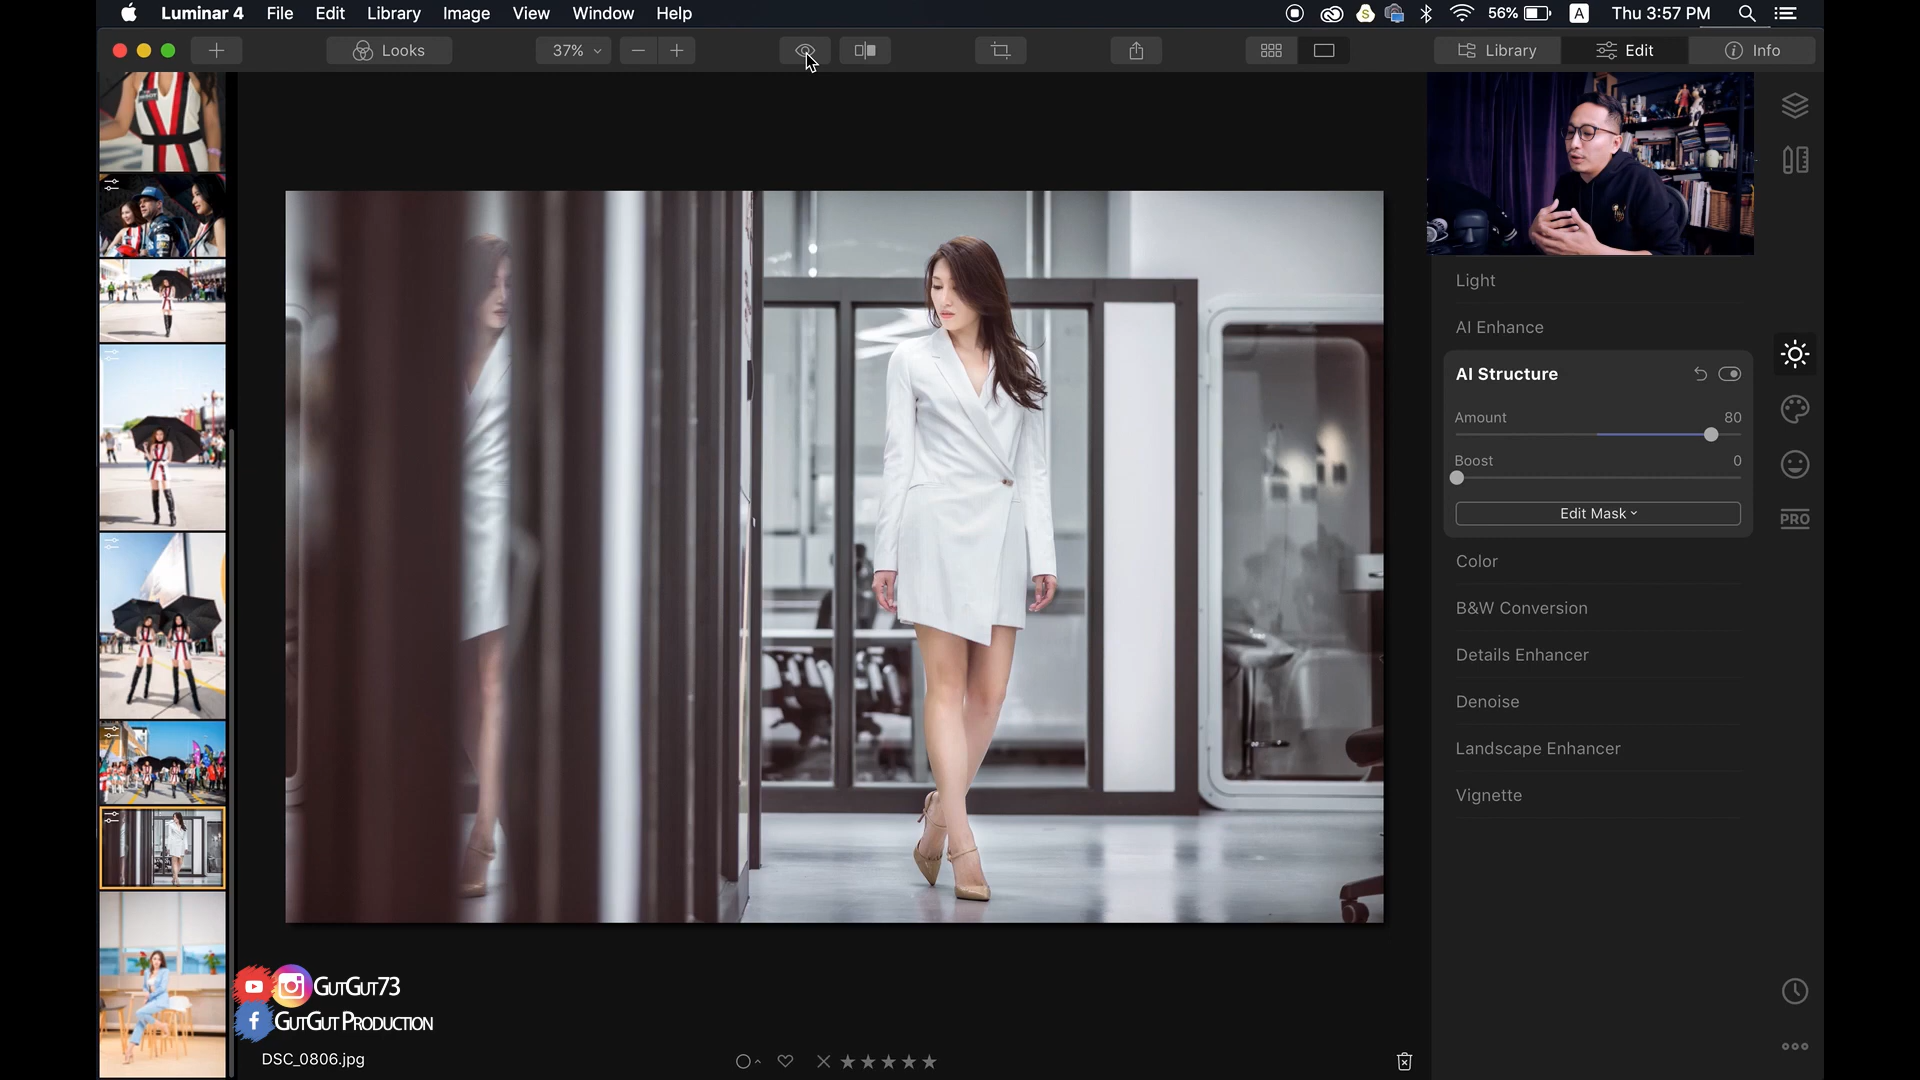 Luminar 4 File Edit Library Image View Window Help 56% A Thu 3:57 PM
Looks 37% Library Edit Info
Light
AI Enhance
AI Structure
Amount 80
Boost 0
Edit Mask
Color
B&W Conversion
Details Enhancer
Denoise
Landscape Enhancer
Vignette
PRO
GutGut73
GutGut Production
DSC_0806.jpg